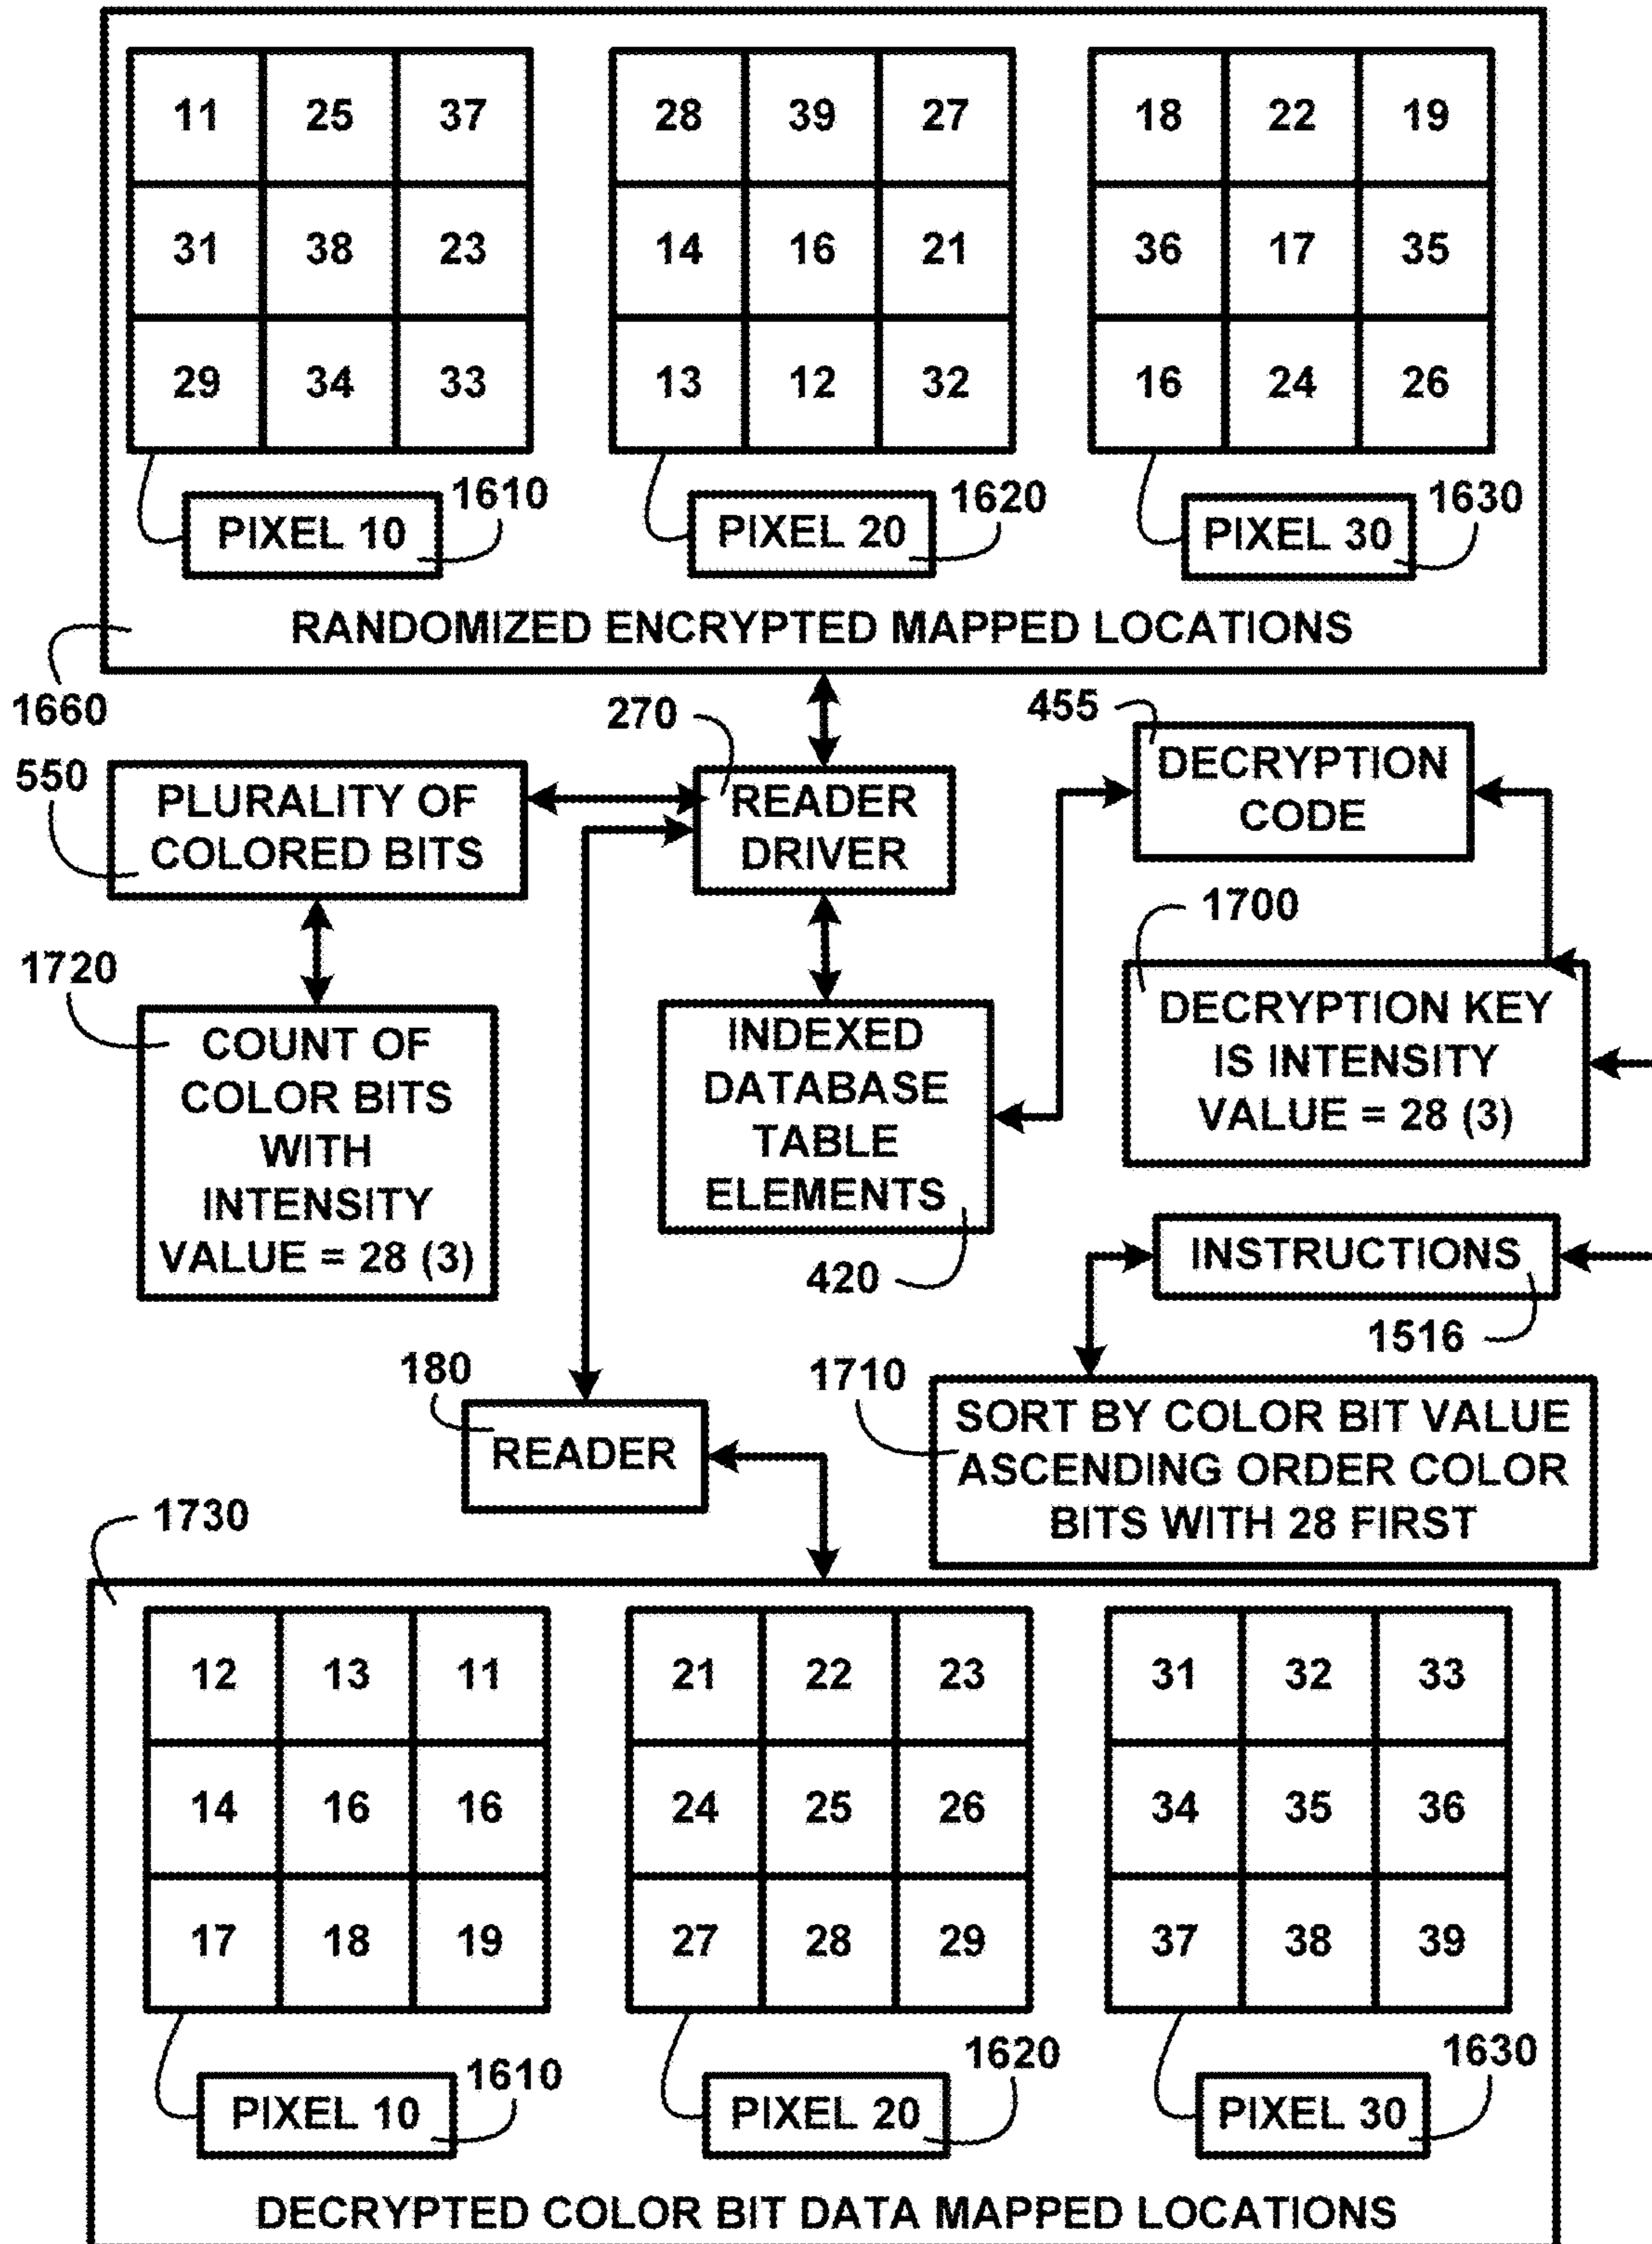 11 25 37 28 39 27 18 22 19
31 38 23 14 16 21 36 17 35
29 34 33 13 12 32 16 24 26
PIXEL 10 1610 PIXEL 20 1620 PIXEL 30 1630
RANDOMIZED ENCRYPTED MAPPED LOCATIONS
1660
270
455
550
PLURALITY OF
COLORED BITS
READER
DRIVER
DECRYPTION
CODE
1700
1720
COUNT OF
COLOR BITS
WITH
INTENSITY
VALUE = 28 (3)
INDEXED
DATABASE
TABLE
ELEMENTS
420
DECRYPTION KEY
IS INTENSITY
VALUE = 28 (3)
INSTRUCTIONS
1516
180
READER
1710
SORT BY COLOR BIT VALUE
ASCENDING ORDER COLOR
BITS WITH 28 FIRST
1730
12 13 11 21 22 23 31 32 33
14 16 16 24 25 26 34 35 36
17 18 19 27 28 29 37 38 39
PIXEL 10 1610 PIXEL 20 1620 PIXEL 30 1630
DECRYPTED COLOR BIT DATA MAPPED LOCATIONS